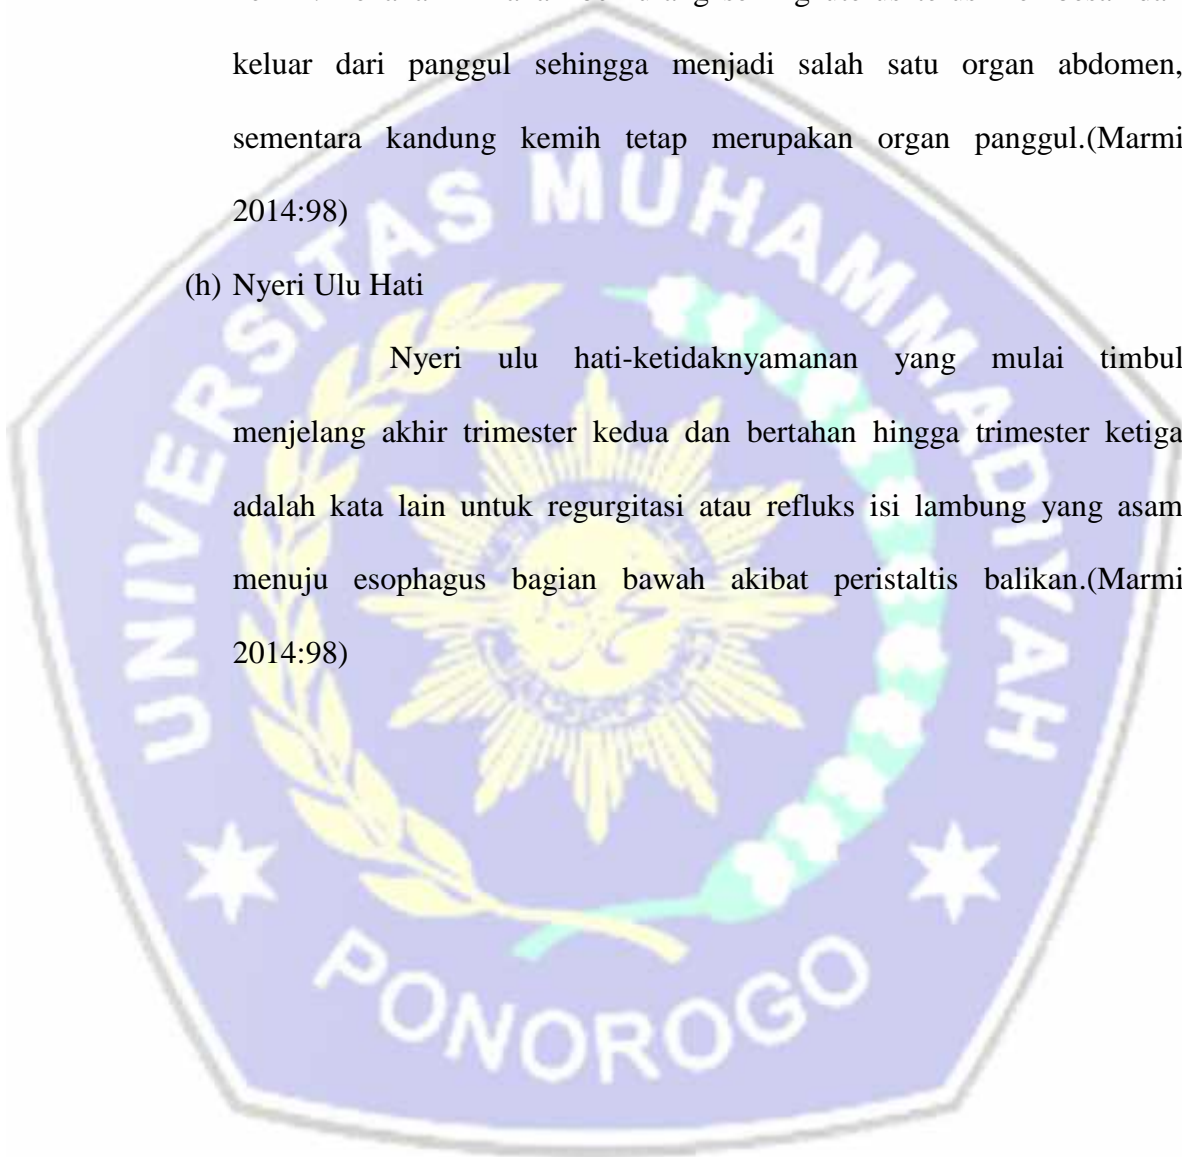 keluar dari panggul sehingga menjadi salah satu organ abdomen,
sementara kandung kemih tetap merupakan organ panggul.(Marmi
2014:98)
(h) Nyeri Ulu Hati
Nyeri ulu hati-ketidaknyamanan yang mulai timbul
menjelang akhir trimester kedua dan bertahan hingga trimester ketiga
adalah kata lain untuk regurgitasi atau refluks isi lambung yang asam
menuju esophagus bagian bawah akibat peristaltis balikan.(Marmi
2014:98)
UNIVERSITAS MUHAMMADIYAH
PONOROGO